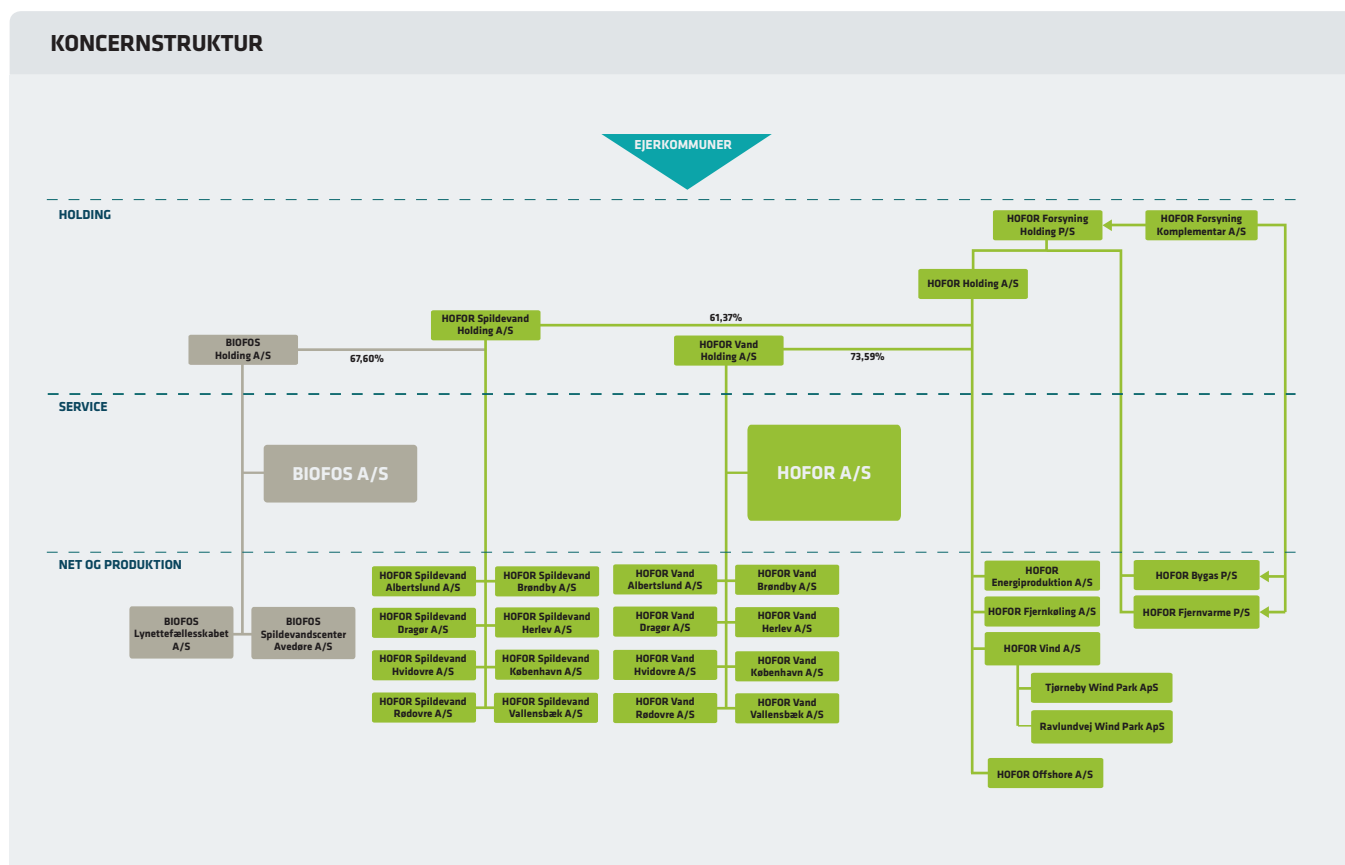 KONCERNSTRUKTUR
EJERKOMMUNER
HOLDING
HOFOR Forsyning
Holding P/S
HOFOR Forsyning
Komplementar A/S
HOFOR Holding A/S
HOFOR Spildevand
Holding A/S
61,37%
BIOFOS
Holding A/S
67,60%
HOFOR Vand
Holding A/S
73,59%
SERVICE
BIOFOS A/S
HOFOR A/S
NET OG PRODUKTION
BIOFOS
Lynettefællesskabet
A/S
BIOFOS
Spildevandscenter
Avedøre A/S
HOFOR Spildevand
Albertslund A/S
HOFOR Spildevand
Brøndby A/S
HOFOR Spildevand
Dragør A/S
HOFOR Spildevand
Herlev A/S
HOFOR Spildevand
Hvidovre A/S
HOFOR Spildevand
København A/S
HOFOR Spildevand
Rødovre A/S
HOFOR Spildevand
Vallensbæk A/S
HOFOR Vand
Albertslund A/S
HOFOR Vand
Brøndby A/S
HOFOR Vand
Dragør A/S
HOFOR Vand
Herlev A/S
HOFOR Vand
Hvidovre A/S
HOFOR Vand
København A/S
HOFOR Vand
Rødovre A/S
HOFOR Vand
Vallensbæk A/S
HOFOR
Energiproduktion A/S
HOFOR Fjernkøling A/S
HOFOR Vind A/S
Tjørneby Wind Park ApS
Ravlundvej Wind Park ApS
HOFOR Offshore A/S
HOFOR Bygas P/S
HOFOR Fjernvarme P/S